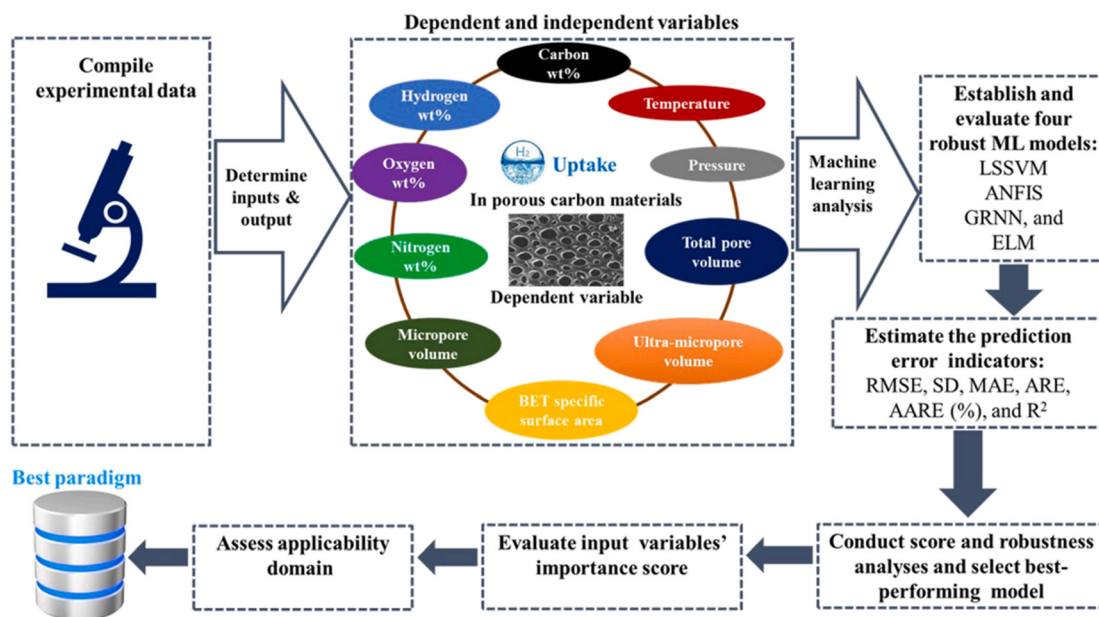 Compile
experimental data
Determine
inputs &
output
Dependent and independent variables
Carbon
wt%
Hydrogen
wt%
Temperature
Oxygen
wt%
H2
Uptake
Pressure
In porous carbon materials
Nitrogen
wt%
Total pore
volume
Dependent variable
Micropore
volume
Ultra-micropore
volume
BET specific
surface area
Machine
learning
analysis
Establish and
evaluate four
robust ML models:
LSSVM
ANFIS
GRNN, and
ELM
Estimate the prediction
error indicators:
RMSE, SD, MAE, ARE,
AARE (%), and R²
Conduct score and robustness
analyses and select best-
performing model
Evaluate input variables’
importance score
Assess applicability
domain
Best paradigm